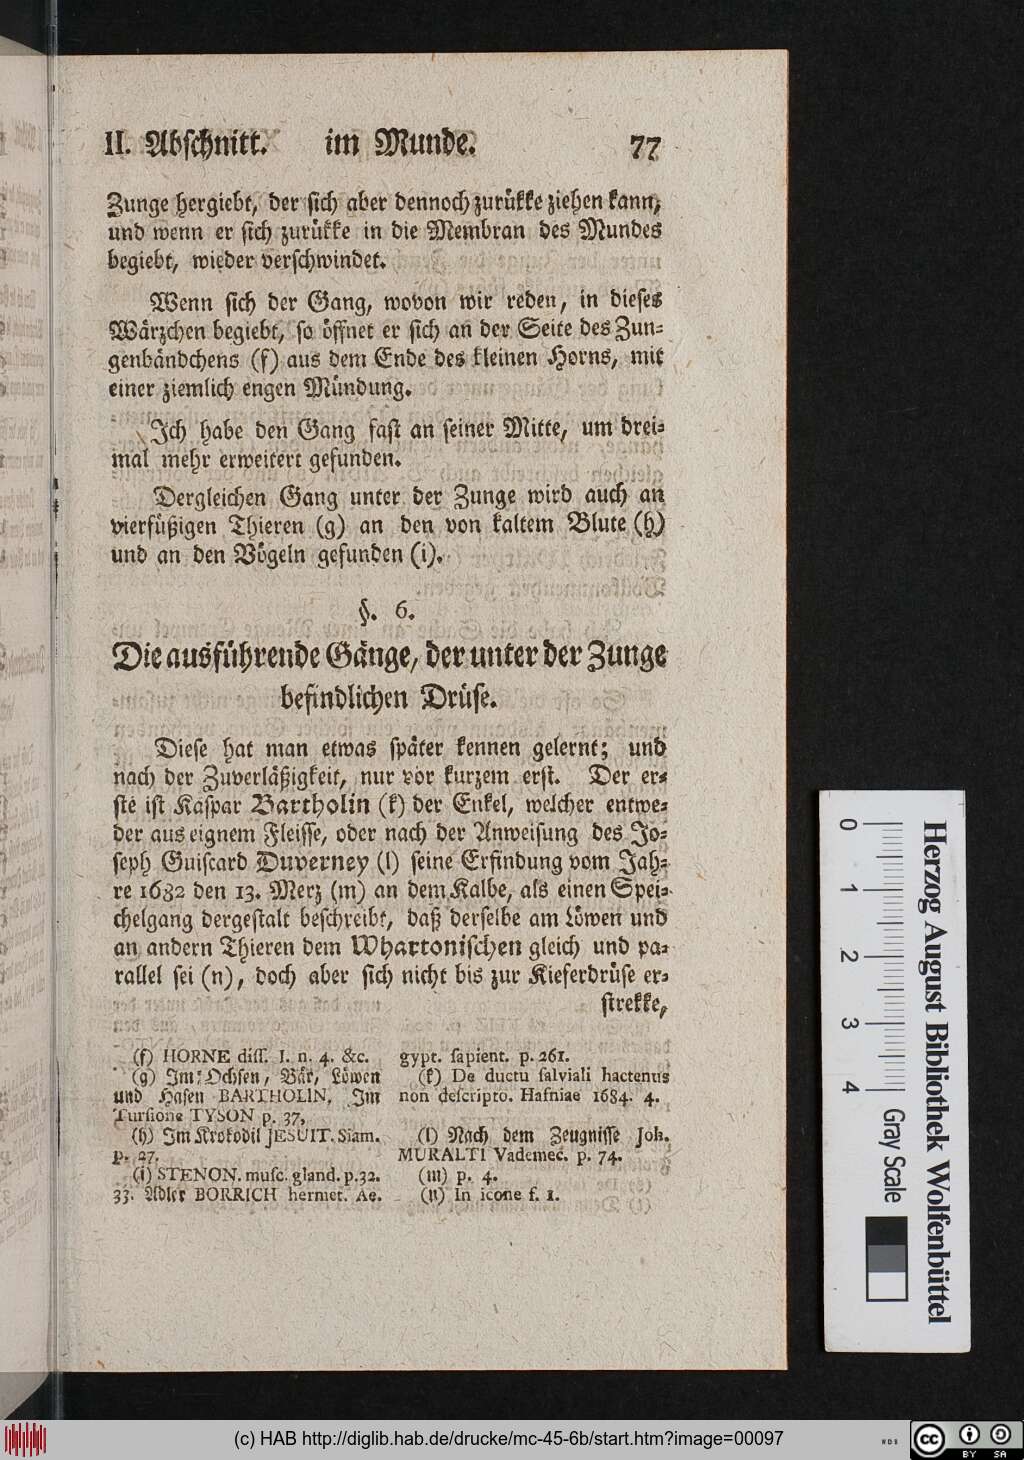 II. Abschnitt. im Munde. 77
Zunge hergiebt, der sich aber dennoch zurükke ziehen kann,
und wenn er sich zurükke in die Membran des Mundes
begiebt, wieder verschwindet.
Wenn sich der Gang, wovon wir reden, in dieses
Wärzchen begiebt, so öffnet er sich an der Seite des Zun-
genbändchens (f) aus dem Ende des kleinen Horns, mit
einer ziemlich engen Mündung.
Ich habe den Gang fast an seiner Mitte, um drei-
mal mehr erweitert gefunden.
Dergleichen Gang unter der Zunge wird auch an
vierfüßigen Thieren (g) an den von kaltem Blute (h)
und an den Vögeln gefunden (i).
§. 6.
Die ausführende Gänge, der unter der Zunge
befindlichen Drüse.
Diese hat man etwas später kennen gelernt; und
nach der Zuverläßigkeit, nur vor kurzem erst. Der er-
ste ist Kaspar Bartholin (k) der Enkel, welcher entwe-
der aus eignem Fleisse, oder nach der Anweisung des Jo-
seph Guiscard Duverney (l) seine Erfindung vom Jah-
re 1682 den 13. Merz (m) an dem Kalbe, als einen Spei-
chelgang dergestalt beschreibt, daß derselbe am Löwen und
an andern Thieren dem Whartonischen gleich und pa-
rallel sei (n), doch aber sich nicht bis zur Kieferdrüse er-
strekke,
(f) HORNE diss. I. n. 4. &c.
(g) Im Ochsen, Bär, Löwen
und Hasen BARTHOLIN, Im
Tursione TYSON p. 37,
(h) Im Krokodil JESUIT. Siam.
p. 27.
(i) STENON. musc. gland. p. 32.
33. Adler BORRICH hermet. Ae.
gypt. sapient. p. 261.
(k) De ductu salviali hactenus
non descripto. Hafniae 1684. 4.
(l) Nach dem Zeugnisse Joh.
MURALTI Vademec. p. 74.
(m) p. 4.
(n) In icone f. 1.
0 1 2 3 4
Herzog August Bibliothek Wolfenbüttel
Gray Scale
(c) HAB http://diglib.hab.de/drucke/mc-45-6b/start.htm?image=00097
cc BY SA